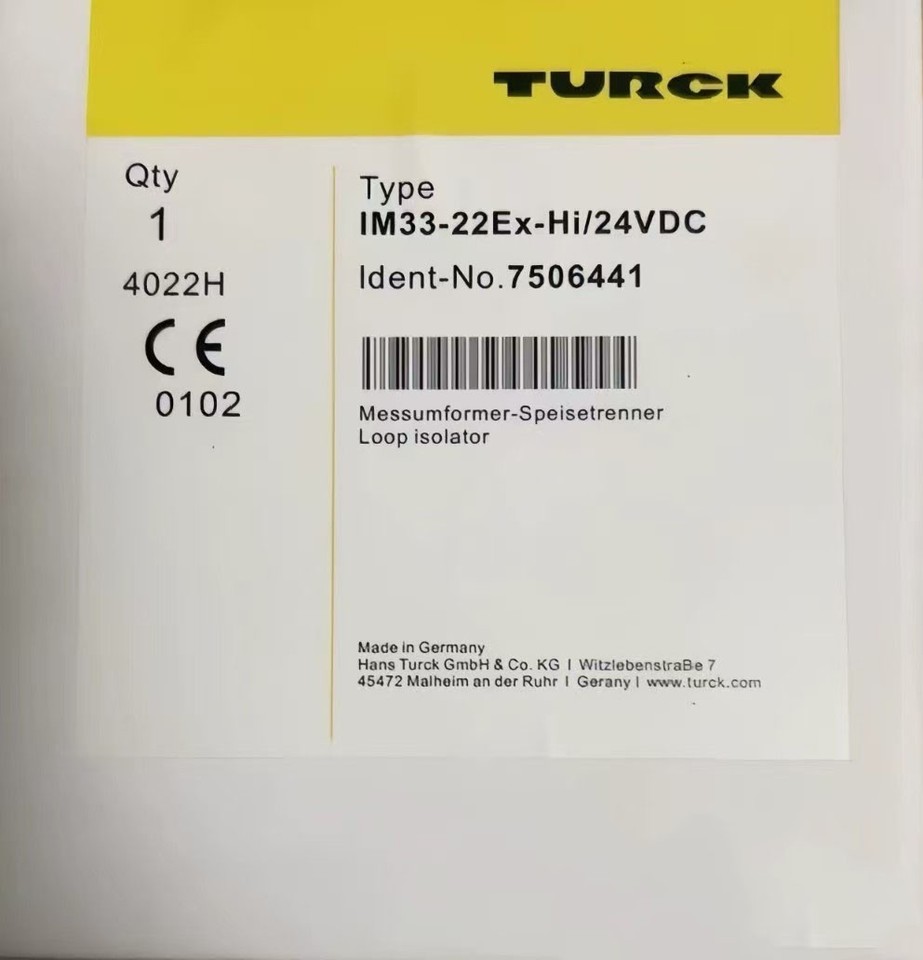 TURCK
Qty
1
4022H
CE
0102
Type
IM33-22Ex-Hi/24VDC
Ident-No.7506441
Messumformer-Speisetrenner
Loop isolator
Made in Germany
Hans Turck GmbH & Co. KG I Witzlebenstraße 7
45472 Malheim an der Ruhr I Gerany I www.turck.com